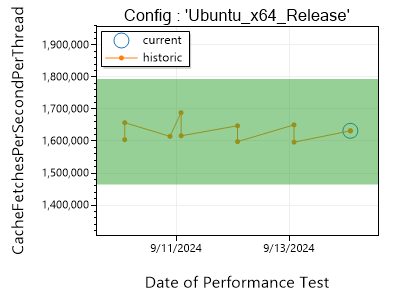 Config : 'Ubuntu_x64_Release'
CacheFetchesPerSecondPerThread
1,900,000
1,800,000
1,700,000
1,600,000
1,500,000
1,400,000
current
historic
9/11/2024
9/13/2024
Date of Performance Test